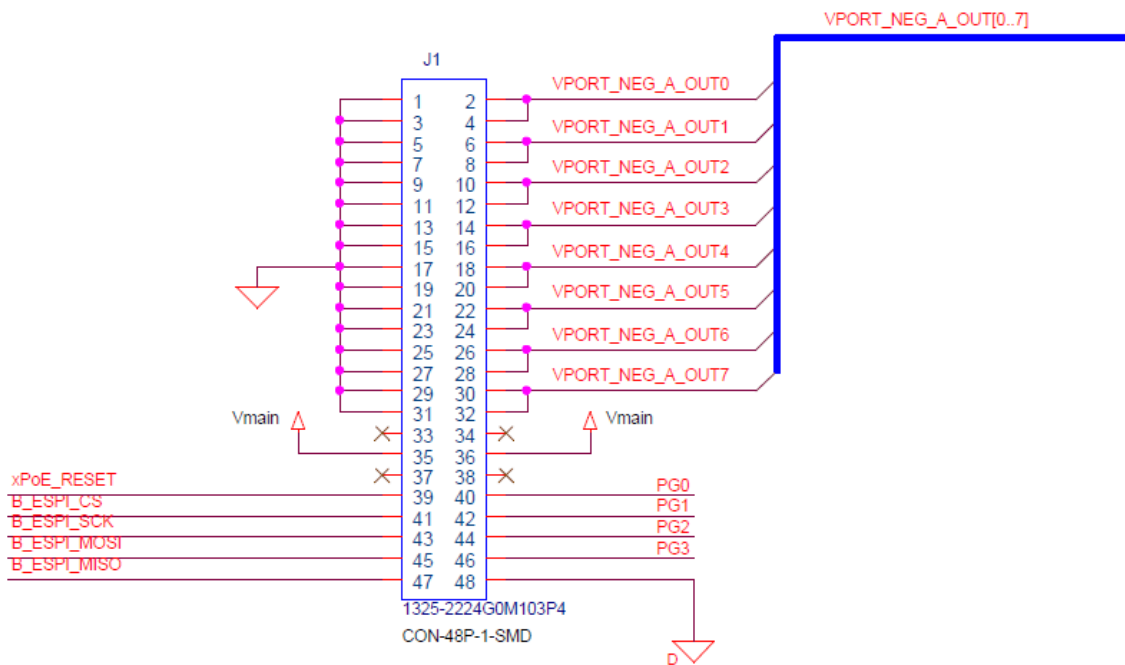 VPORT_NEG_A_OUT[0..7]
J1
1 2 VPORT_NEG_A_OUT0
3 4
5 6 VPORT_NEG_A_OUT1
7 8
9 10 VPORT_NEG_A_OUT2
11 12
13 14 VPORT_NEG_A_OUT3
15 16
17 18 VPORT_NEG_A_OUT4
19 20
21 22 VPORT_NEG_A_OUT5
23 24
25 26 VPORT_NEG_A_OUT6
27 28
29 30 VPORT_NEG_A_OUT7
31 32
Vmain 33 34 Vmain
35 36
37 38
xPoE_RESET 39 40 PG0
B_ESPI_CS 41 42 PG1
B_ESPI_SCK 43 44 PG2
B_ESPI_MOSI 45 46 PG3
B_ESPI_MISO 47 48
1325-2224G0M103P4
CON-48P-1-SMD
D